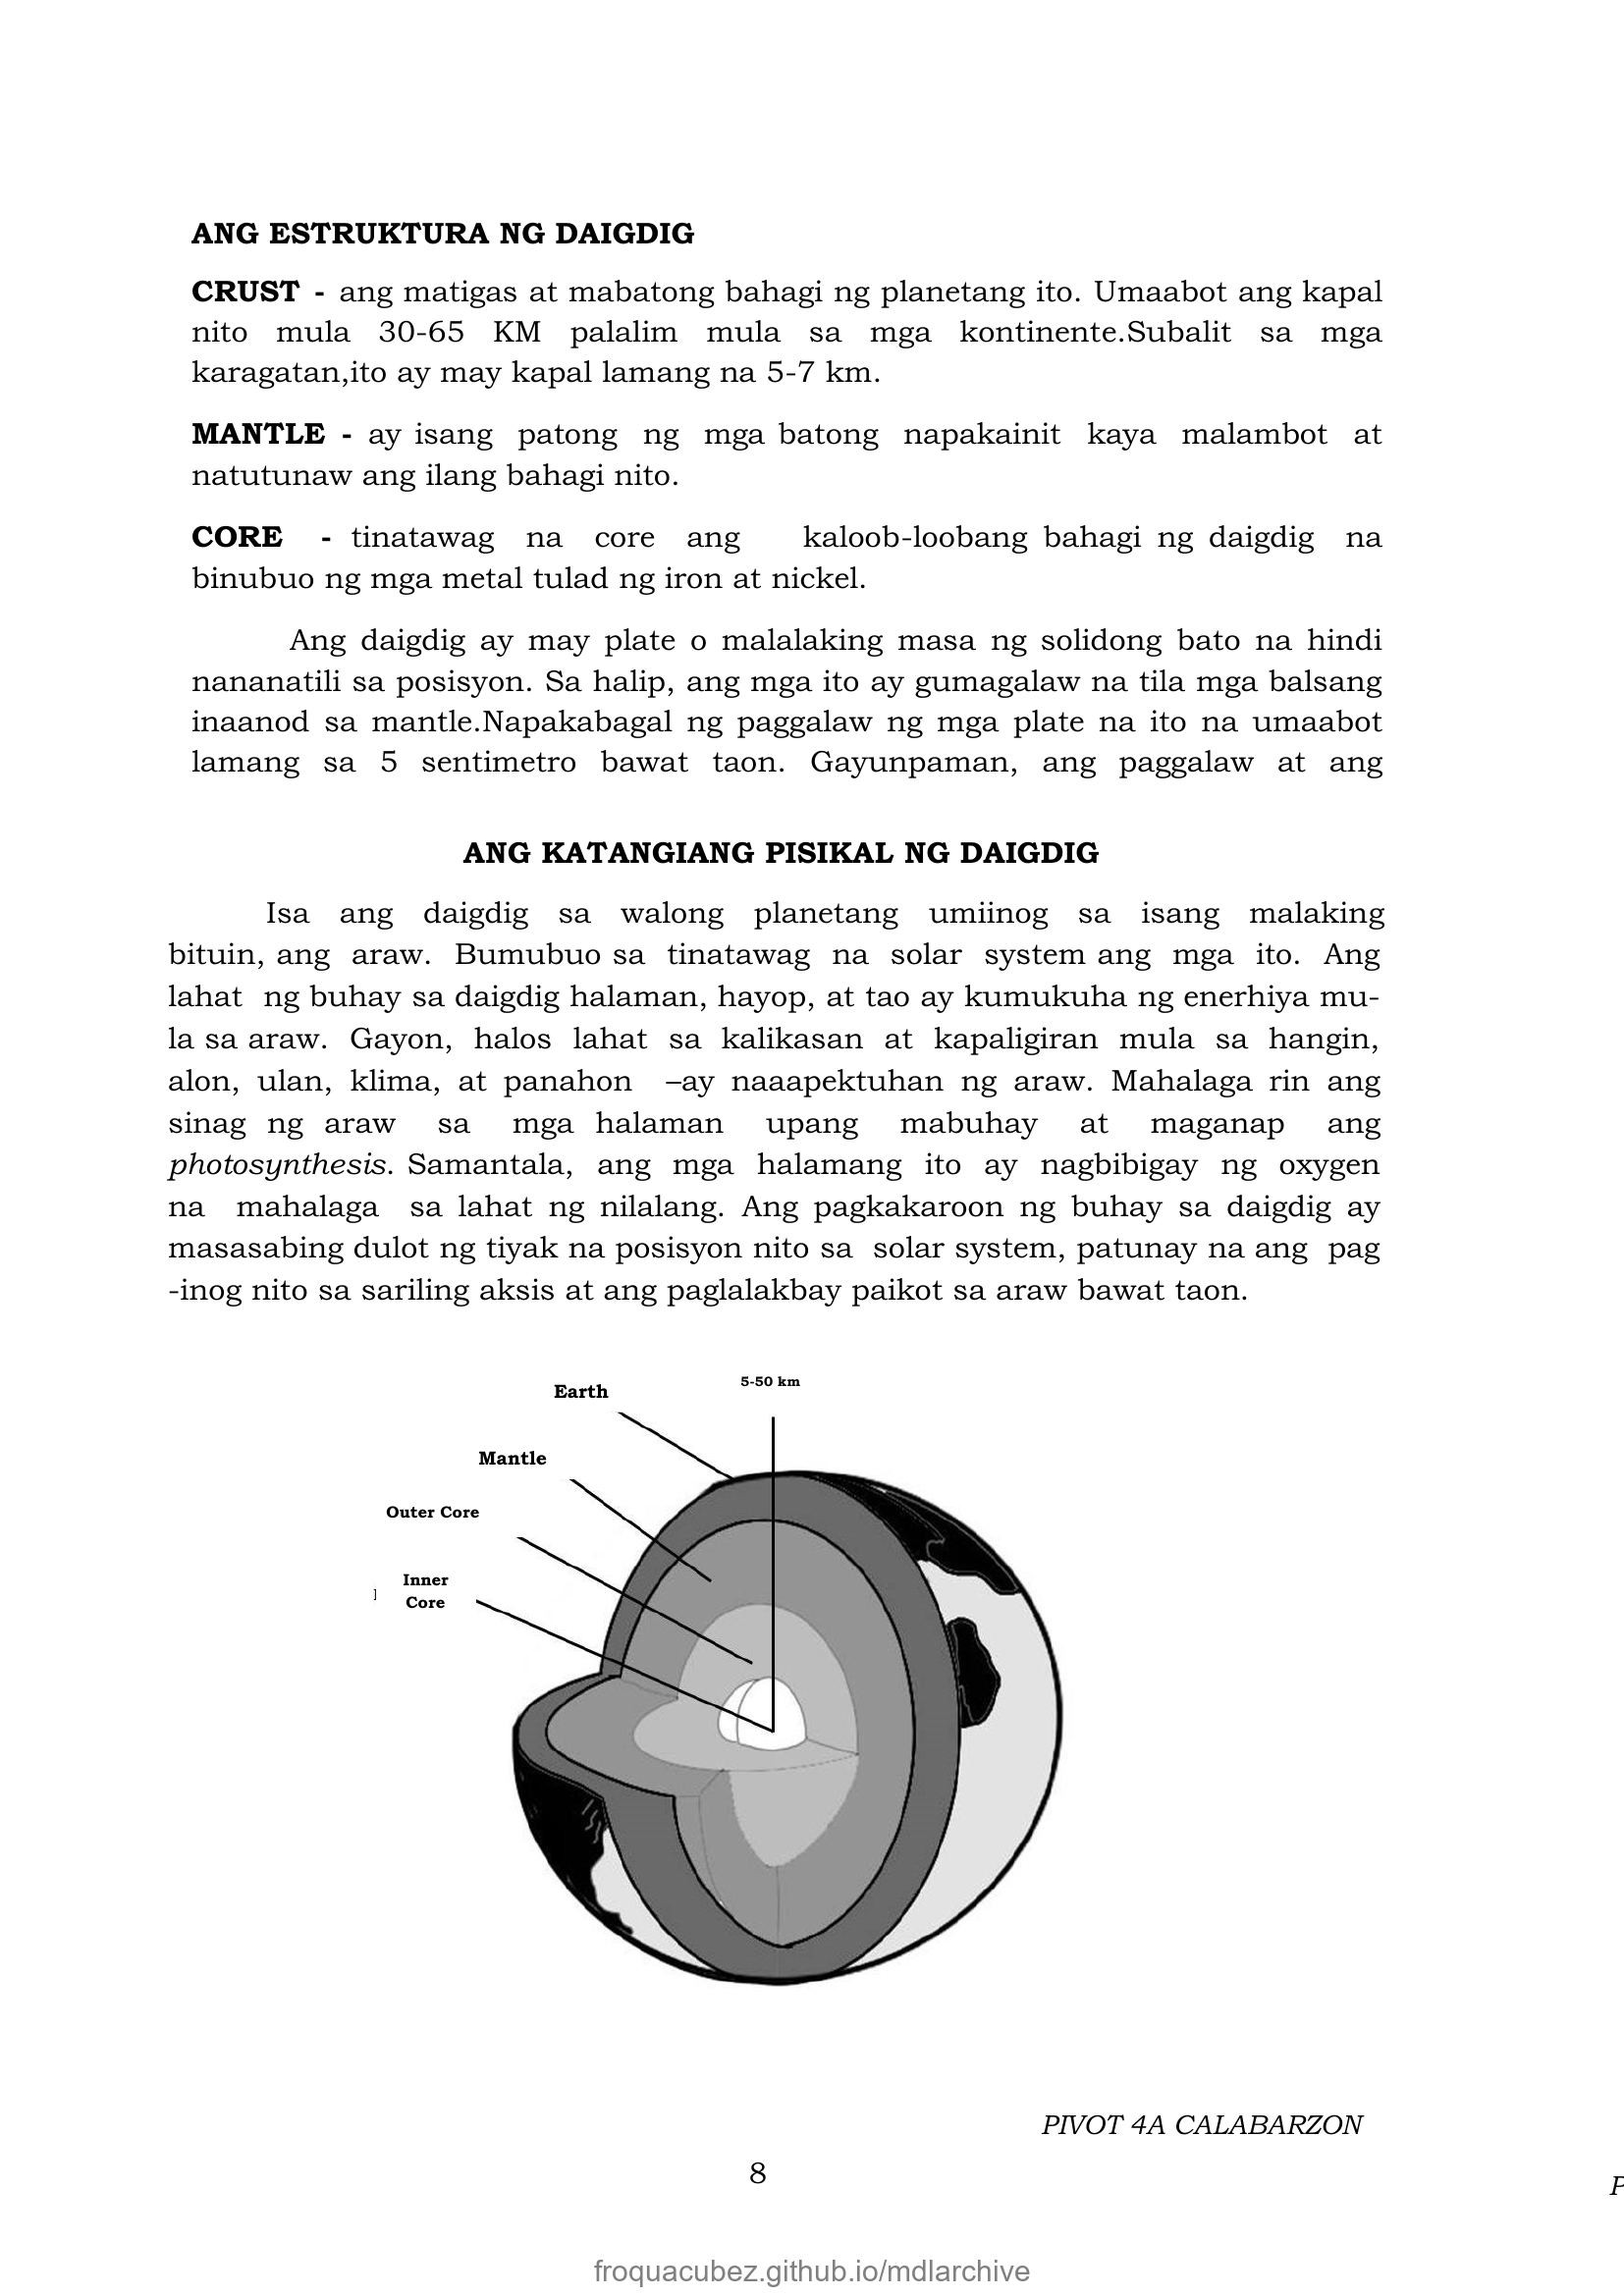 ANG ESTRUKTURA NG DAIGDIG
CRUST - ang matigas at mabatong bahagi ng planetang ito. Umaabot ang kapal
nito mula 30-65 KM palalim mula sa mga kontinente.Subalit sa mga
karagatan,ito ay may kapal lamang na 5-7 km.
MANTLE - ay isang patong ng mga batong napakainit kaya malambot at
natutunaw ang ilang bahagi nito.
CORE - tinatawag na core ang kaloob-loobang bahagi ng daigdig na
binubuo ng mga metal tulad ng iron at nickel.
Ang daigdig ay may plate o malalaking masa ng solidong bato na hindi
nananatili sa posisyon. Sa halip, ang mga ito ay gumagalaw na tila mga balsang
inaanod sa mantle.Napakabagal ng paggalaw ng mga plate na ito na umaabot
lamang sa 5 sentimetro bawat taon. Gayunpaman, ang paggalaw at ang
ANG KATANGIANG PISIKAL NG DAIGDIG
Isa ang daigdig sa walong planetang umiinog sa isang malaking
bituin, ang araw. Bumubuo sa tinatawag na solar system ang mga ito. Ang
lahat ng buhay sa daigdig halaman, hayop, at tao ay kumukuha ng enerhiya mu-
la sa araw. Gayon, halos lahat sa kalikasan at kapaligiran mula sa hangin,
alon, ulan, klima, at panahon –ay naaapektuhan ng araw. Mahalaga rin ang
sinag ng araw sa mga halaman upang mabuhay at maganap ang
photosynthesis. Samantala, ang mga halamang ito ay nagbibigay ng oxygen
na mahalaga sa lahat ng nilalang. Ang pagkakaroon ng buhay sa daigdig ay
masasabing dulot ng tiyak na posisyon nito sa solar system, patunay na ang pag
-inog nito sa sariling aksis at ang paglalakbay paikot sa araw bawat taon.
5-50 km
Earth
Mantle
Outer Core
Inner
Core
PIVOT 4A CALABARZON
8
P
froquacubez.github.io/mdlarchive